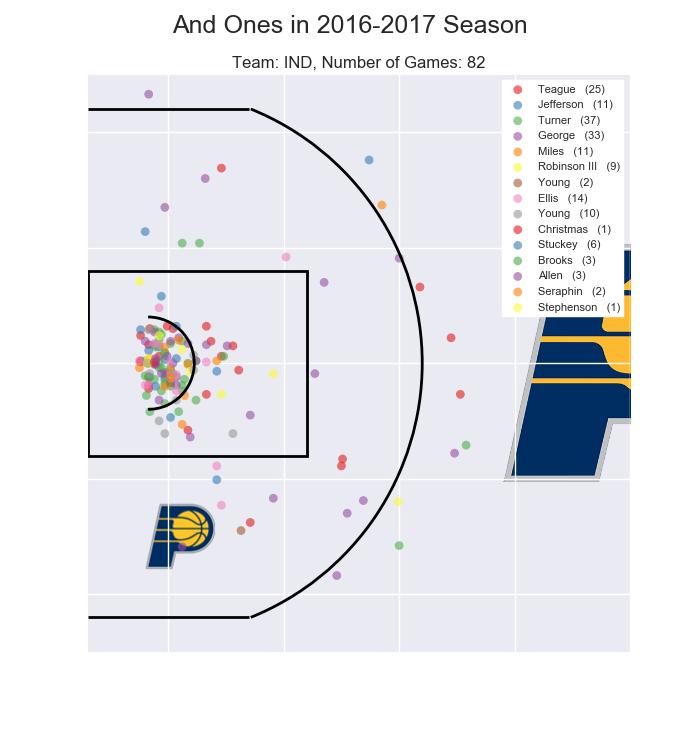 And Ones in 2016-2017 Season
Team: IND, Number of Games: 82
Teague (25)
Jefferson (11)
Turner (37)
George (33)
Miles (11)
Robinson III (9)
Young (2)
Ellis (14)
Young (10)
Christmas (1)
Stuckey (6)
Brooks (3)
Allen (3)
Seraphin (2)
Stephenson (1)